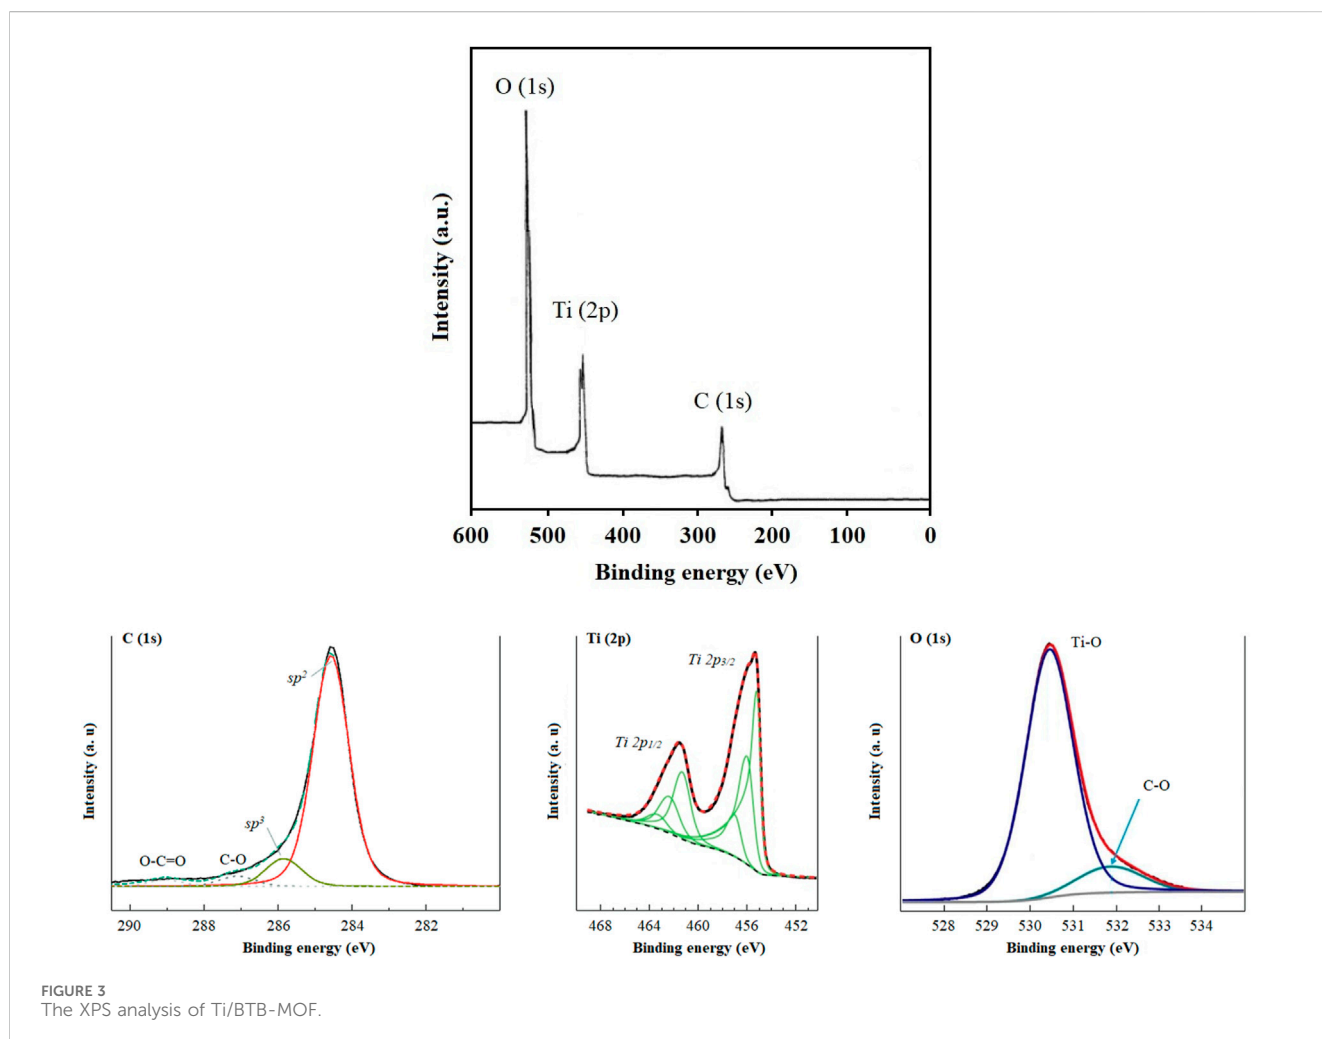 O (1s)
Ti (2p)
C (1s)
Intensity (a.u.)
600 500 400 300 200 100 0
Binding energy (eV)
C (1s)
sp2
sp3
O-C=O C-O
Intensity (a. u)
290 288 286 284 282
Binding energy (eV)
Ti (2p)
Ti 2p3/2
Ti 2p1/2
Intensity (a. u)
468 464 460 456 452
Binding energy (eV)
O (1s)
Ti-O
C-O
Intensity (a. u)
528 529 530 531 532 533 534
Binding energy (eV)
FIGURE 3
The XPS analysis of Ti/BTB-MOF.